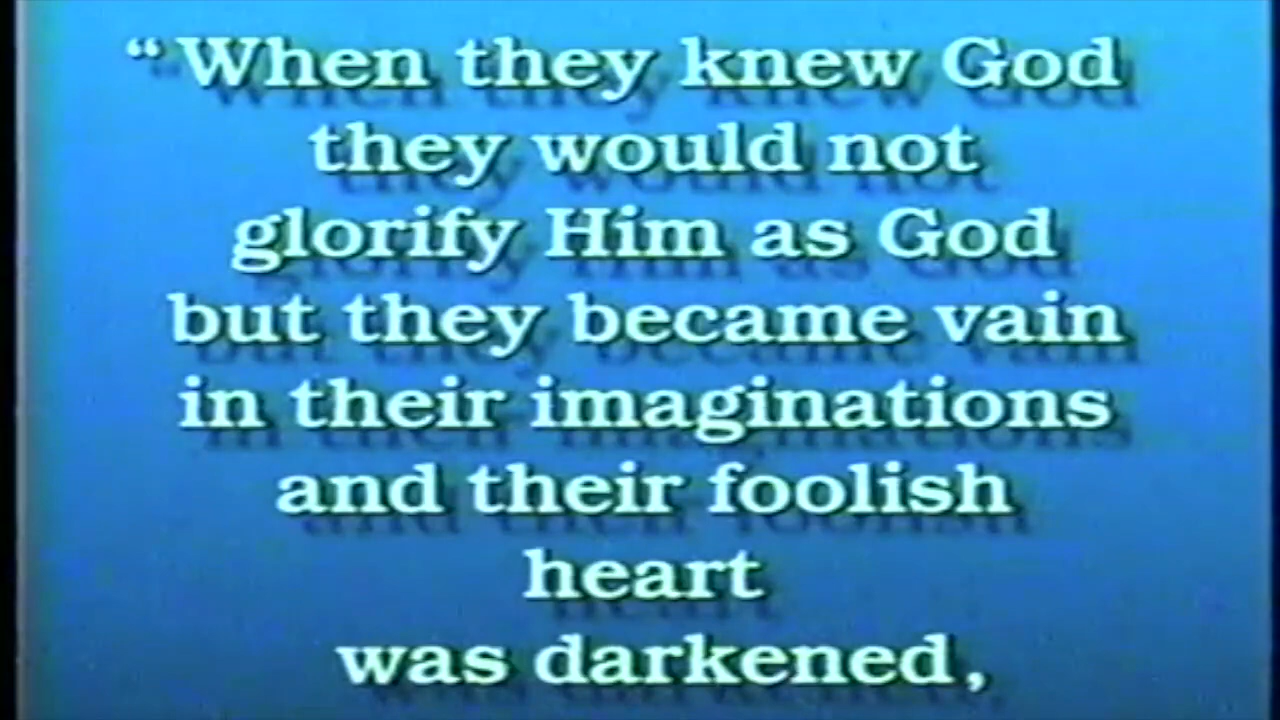 “When they knew God
they would not
glorify Him as God
but they became vain
in their imaginations
and their foolish
heart
was darkened,